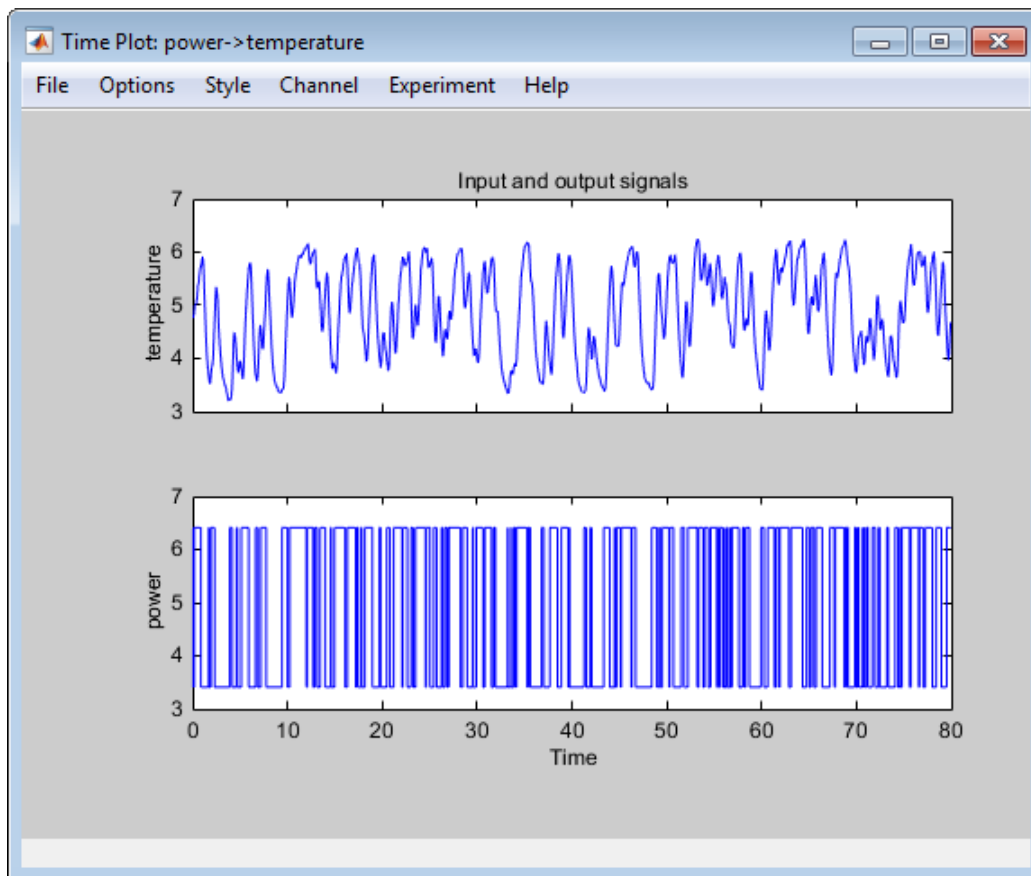 Time Plot: power->temperature
File Options Style Channel Experiment Help
Input and output signals
7
6
5
4
3
temperature
7
6
5
4
3
power
0 10 20 30 40 50 60 70 80
Time